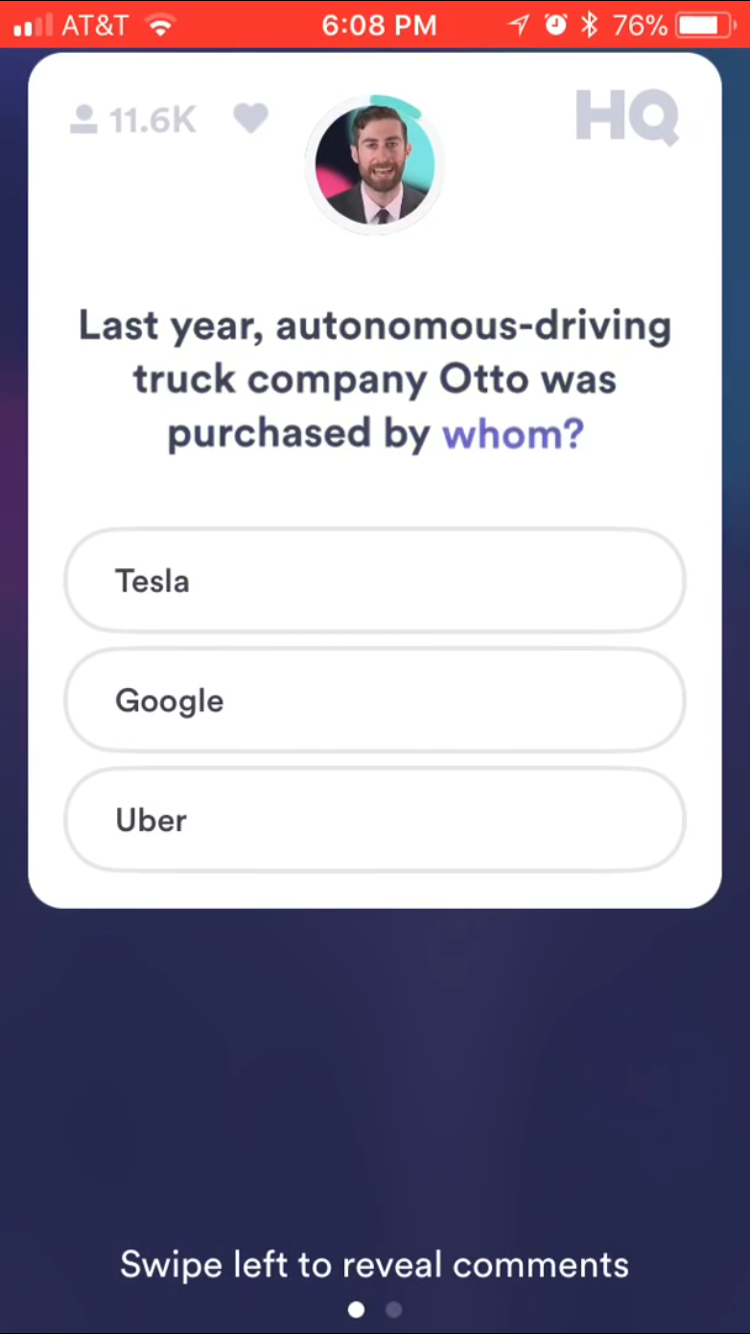 AT&T 6:08 PM 76%
11.6K HQ
Last year, autonomous-driving
truck company Otto was
purchased by whom?
Tesla
Google
Uber
Swipe left to reveal comments